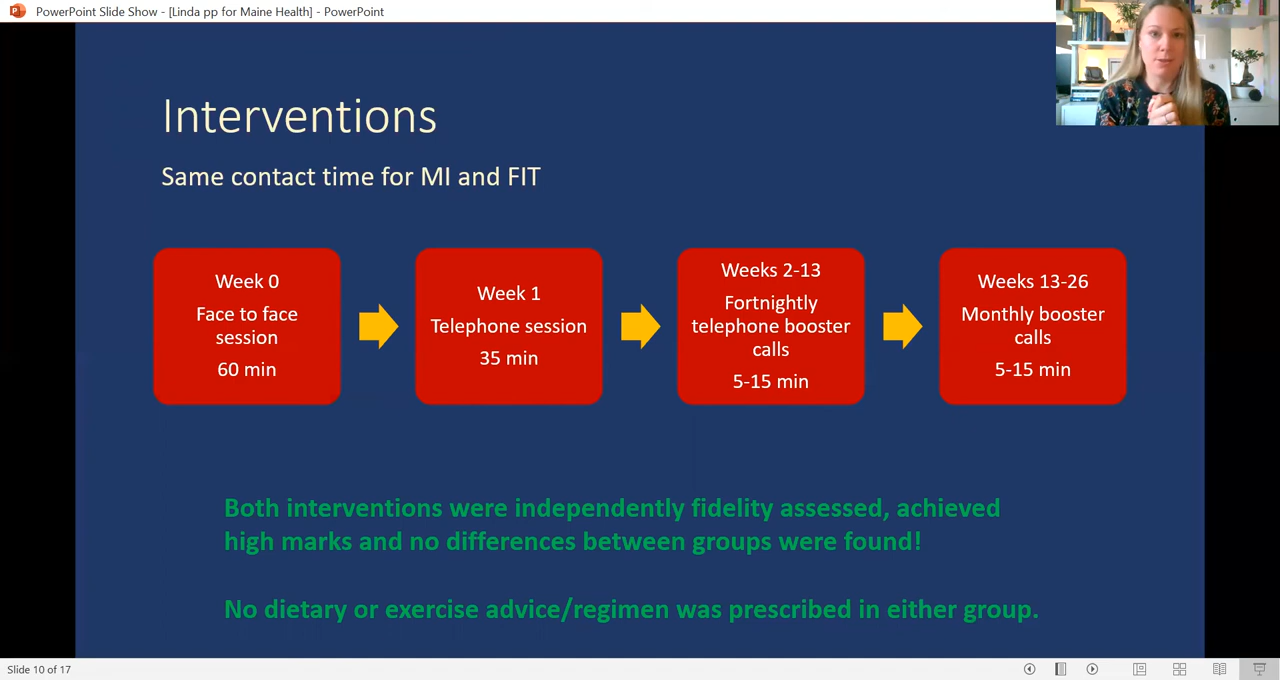 PowerPoint Slide Show - [Linda pp for Maine Health] - PowerPoint
Interventions
Same contact time for MI and FIT
Week 0
Face to face
session
60 min
Week 1
Telephone session
35 min
Weeks 2-13
Fortnightly
telephone booster
calls
5-15 min
Weeks 13-26
Monthly booster
calls
5-15 min
Both interventions were independently fidelity assessed, achieved
high marks and no differences between groups were found!
No dietary or exercise advice/regimen was prescribed in either group.
Slide 10 of 17